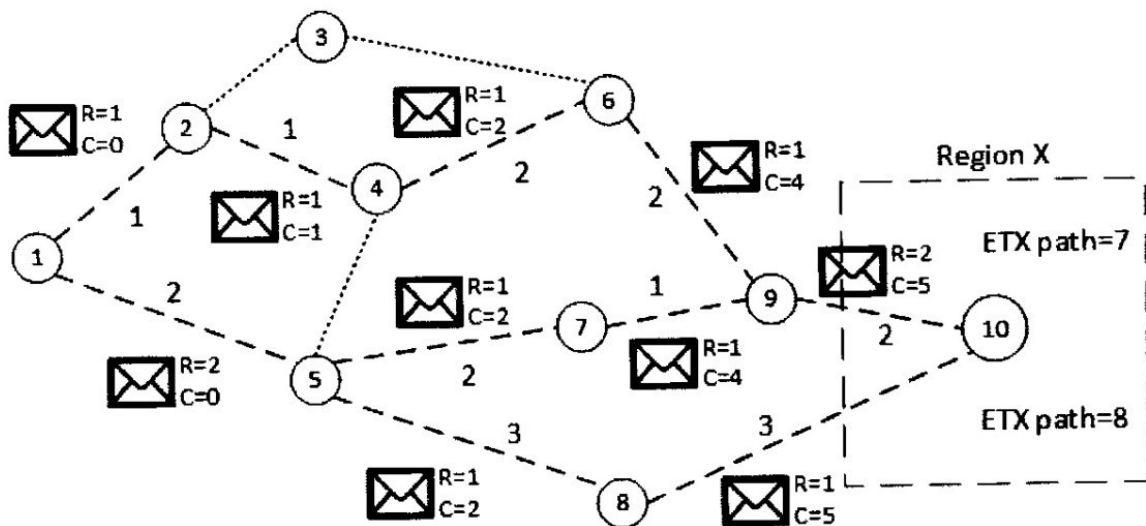 3
R=1
C=0
2
1
R=1
C=2
6
2
R=1
C=4
Region X
1
4
R=1
C=1
2
ETX path=7
1
2
R=1
C=2
7
1
9
R=2
C=5
2
10
R=2
C=0
5
2
R=1
C=4
3
3
ETX path=8
R=1
C=2
8
R=1
C=5